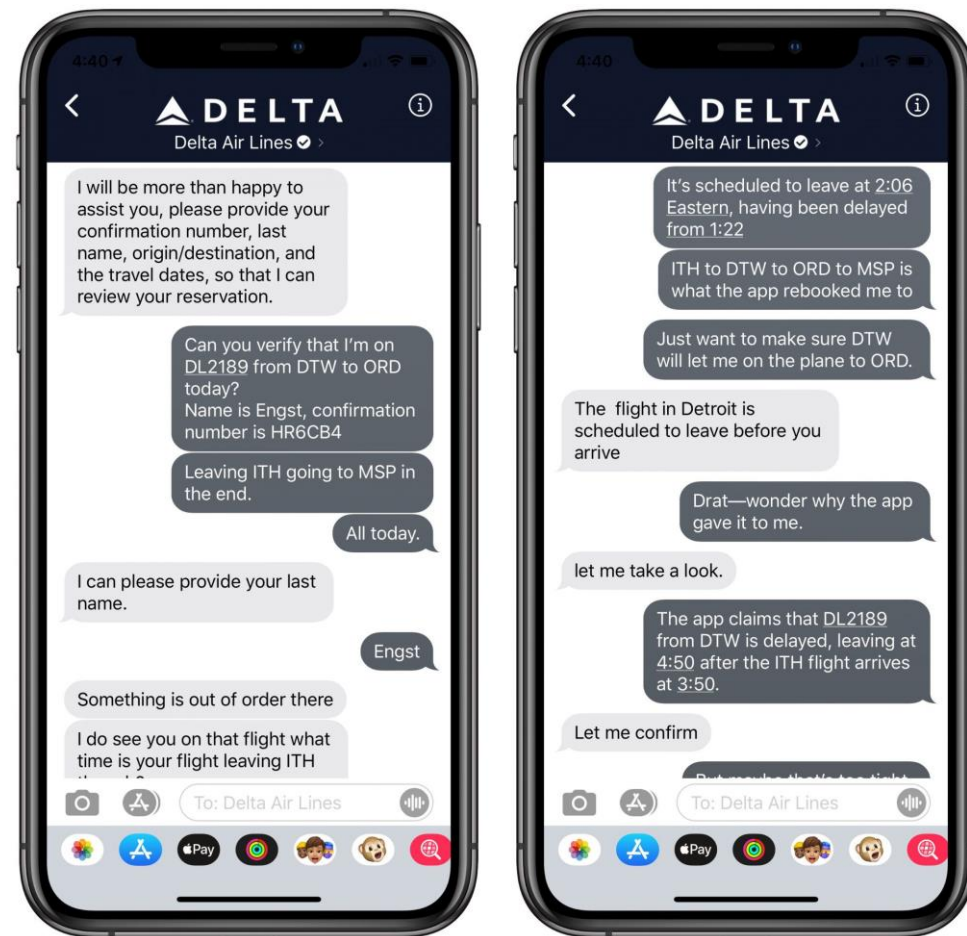 4:40
DELTA
Delta Air Lines
I will be more than happy to
assist you, please provide your
confirmation number, last
name, origin/destination, and
the travel dates, so that I can
review your reservation.
Can you verify that I'm on
DL2189 from DTW to ORD
today?
Name is Engst, confirmation
number is HR6CB4
Leaving ITH going to MSP in
the end.
All today.
I can please provide your last
name.
Engst
Something is out of order there
I do see you on that flight what
time is your flight leaving ITH
To: Delta Air Lines
Pay
4:40
DELTA
Delta Air Lines
It's scheduled to leave at 2:06
Eastern, having been delayed
from 1:22
ITH to DTW to ORD to MSP is
what the app rebooked me to
Just want to make sure DTW
will let me on the plane to ORD.
The flight in Detroit is
scheduled to leave before you
arrive
Drat—wonder why the app
gave it to me.
let me take a look.
The app claims that DL2189
from DTW is delayed, leaving at
4:50 after the ITH flight arrives
at 3:50.
Let me confirm
But maybe that's too tight
To: Delta Air Lines
Pay